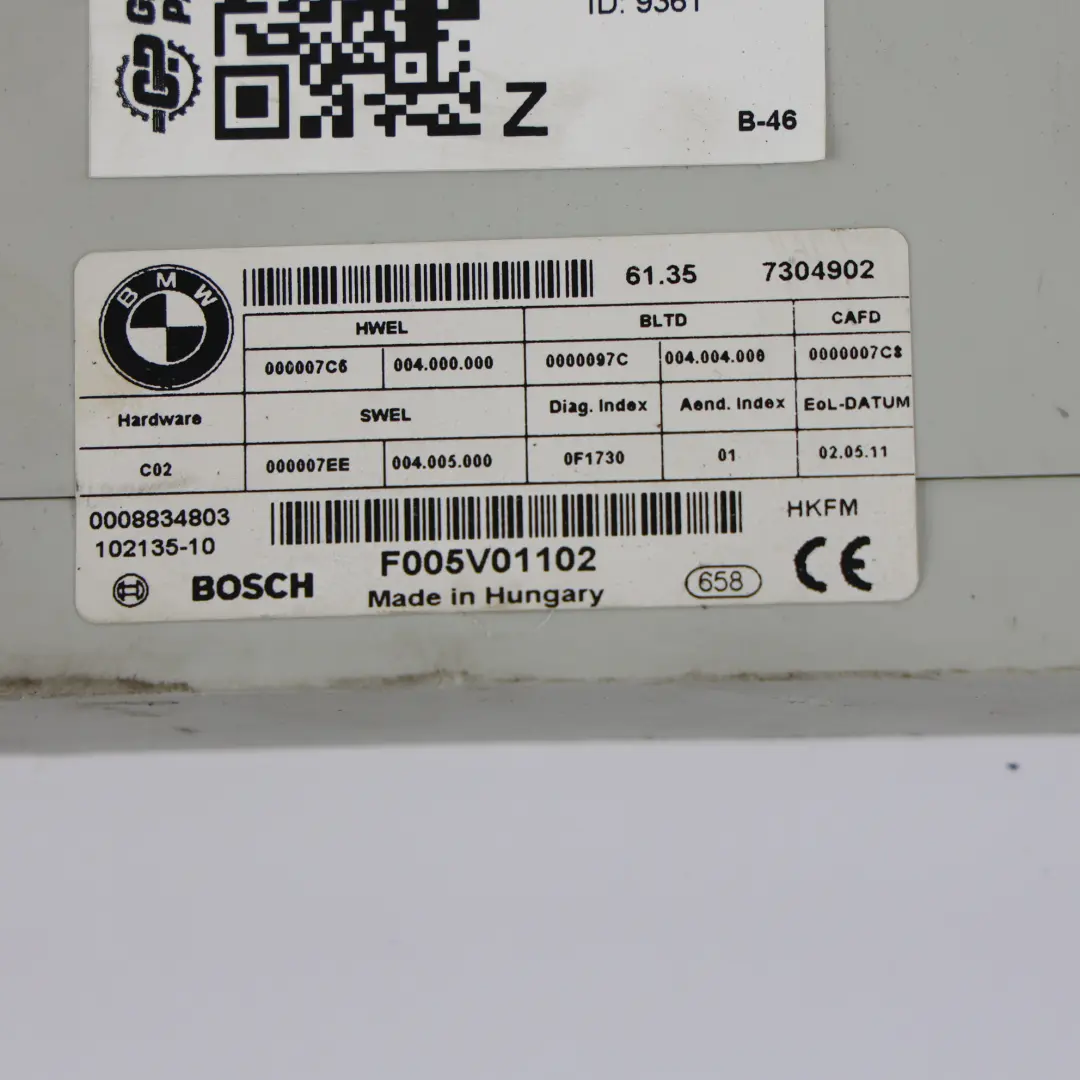 ID: 9361
Z
B-46
BMW
61.35 7304902
HWEL BLTD CAFD
000007C6 004.000.000 0000097C 004.004.006 0000007C8
Hardware SWEL Diag. Index Aend. Index EoL-DATUM
C02 000007EE 004.005.000 0F1730 01 02.05.11
0008834803 HKFM
102135-10
F005V01102
BOSCH Made in Hungary 658 CE